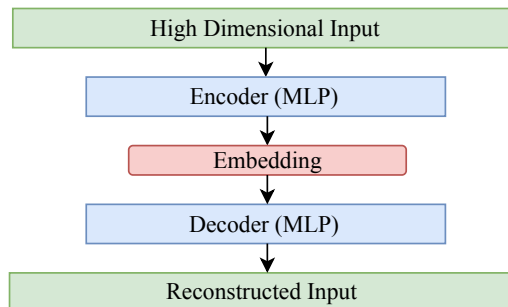 High Dimensional Input
Encoder (MLP)
Embedding
Decoder (MLP)
Reconstructed Input